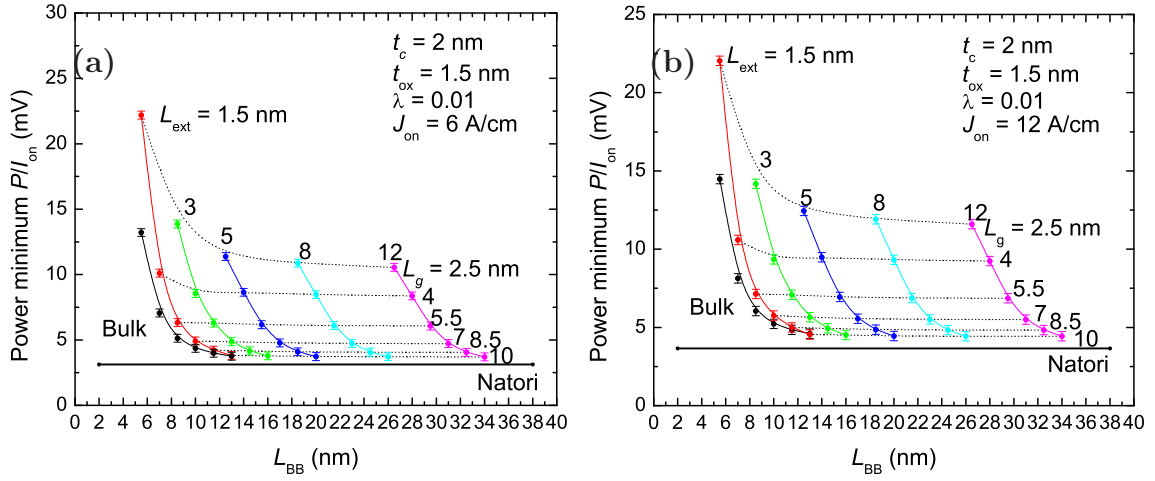 (a)
t_c = 2 nm
t_ox = 1.5 nm
λ = 0.01
J_on = 6 A/cm
L_ext = 1.5 nm
3
5
8
12
L_g = 2.5 nm
4
5.5
7
8.5
10
Bulk
Natori
Power minimum P/I_on (mV)
30
25
20
15
10
5
0
0 2 4 6 8 10 12 14 16 18 20 22 24 26 28 30 32 34 36 38 40
L_BB (nm)
(b)
t_c = 2 nm
t_ox = 1.5 nm
λ = 0.01
J_on = 12 A/cm
L_ext = 1.5 nm
3
5
8
12
L_g = 2.5 nm
4
5.5
7
8.5
10
Bulk
Natori
Power minimum P/I_on (mV)
25
20
15
10
5
0
0 2 4 6 8 10 12 14 16 18 20 22 24 26 28 30 32 34 36 38 40
L_BB (nm)